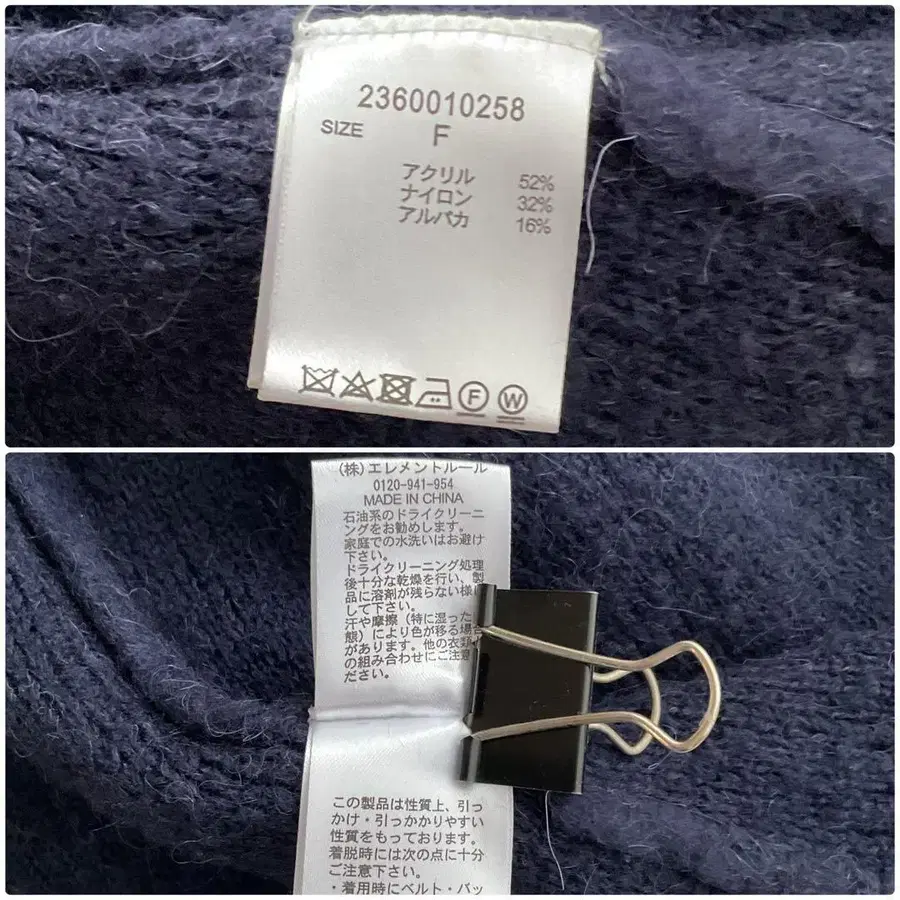 2360010258
SIZE F
アクリル 52%
ナイロン 32%
アルパカ 16%
F W
(株)エレメントルール
0120-941-954
MADE IN CHINA
石油系のドライクリーニ
ングをお勧めします。
家庭での水洗いはお避け
下さい。
ドライクリーニング処理
後十分な乾燥を行い、製
品に溶剤が残らない様に
して下さい。
汗や摩擦(特に湿った
態)により色が移る場合
があります。他の衣類
の組み合わせにご注意
ださい。
この製品は性質上、引っ
かけ・引っかかりやすい
性質をもっております。
着脱時には次の点に十分
ご注意下さい。
・着用時にベルト・バッ